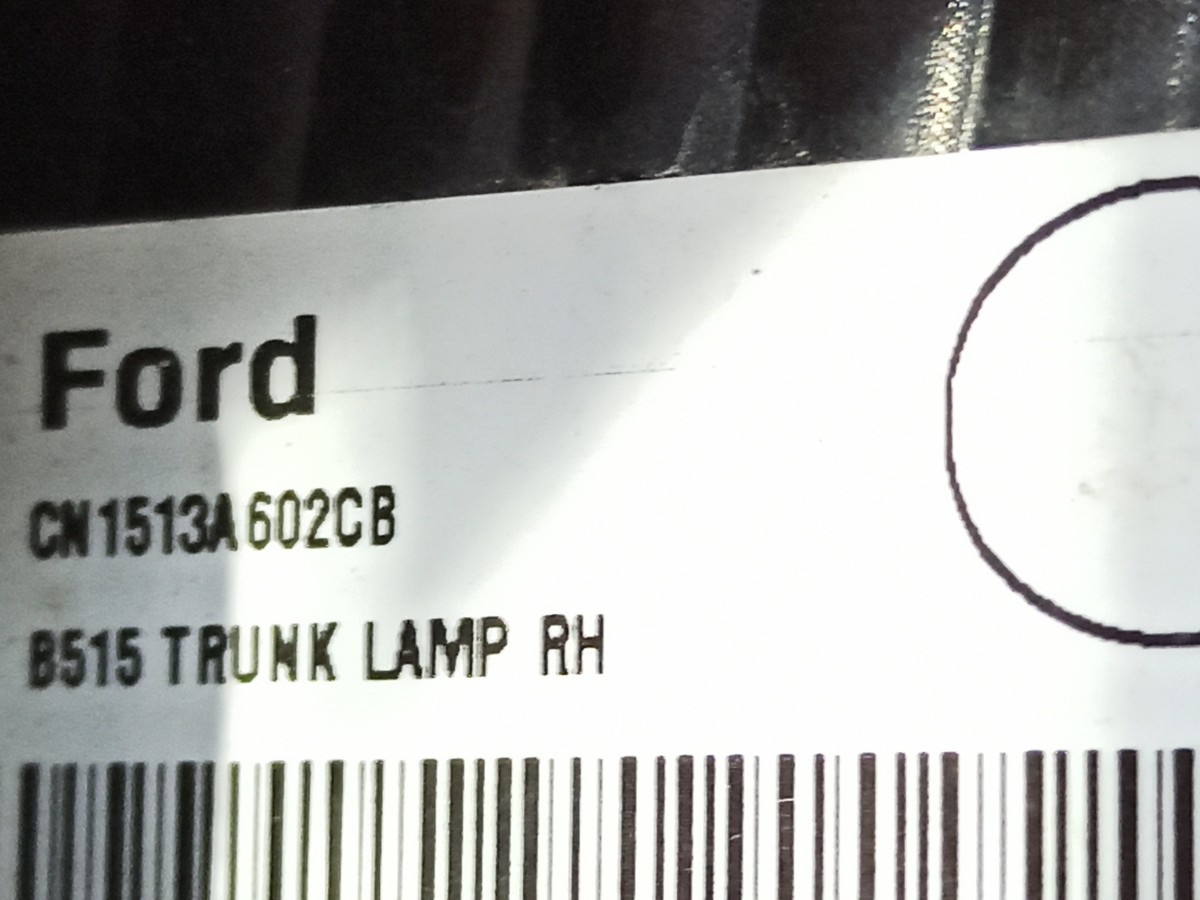 Ford
CN1513A602CB
B515 TRUNK LAMP RH